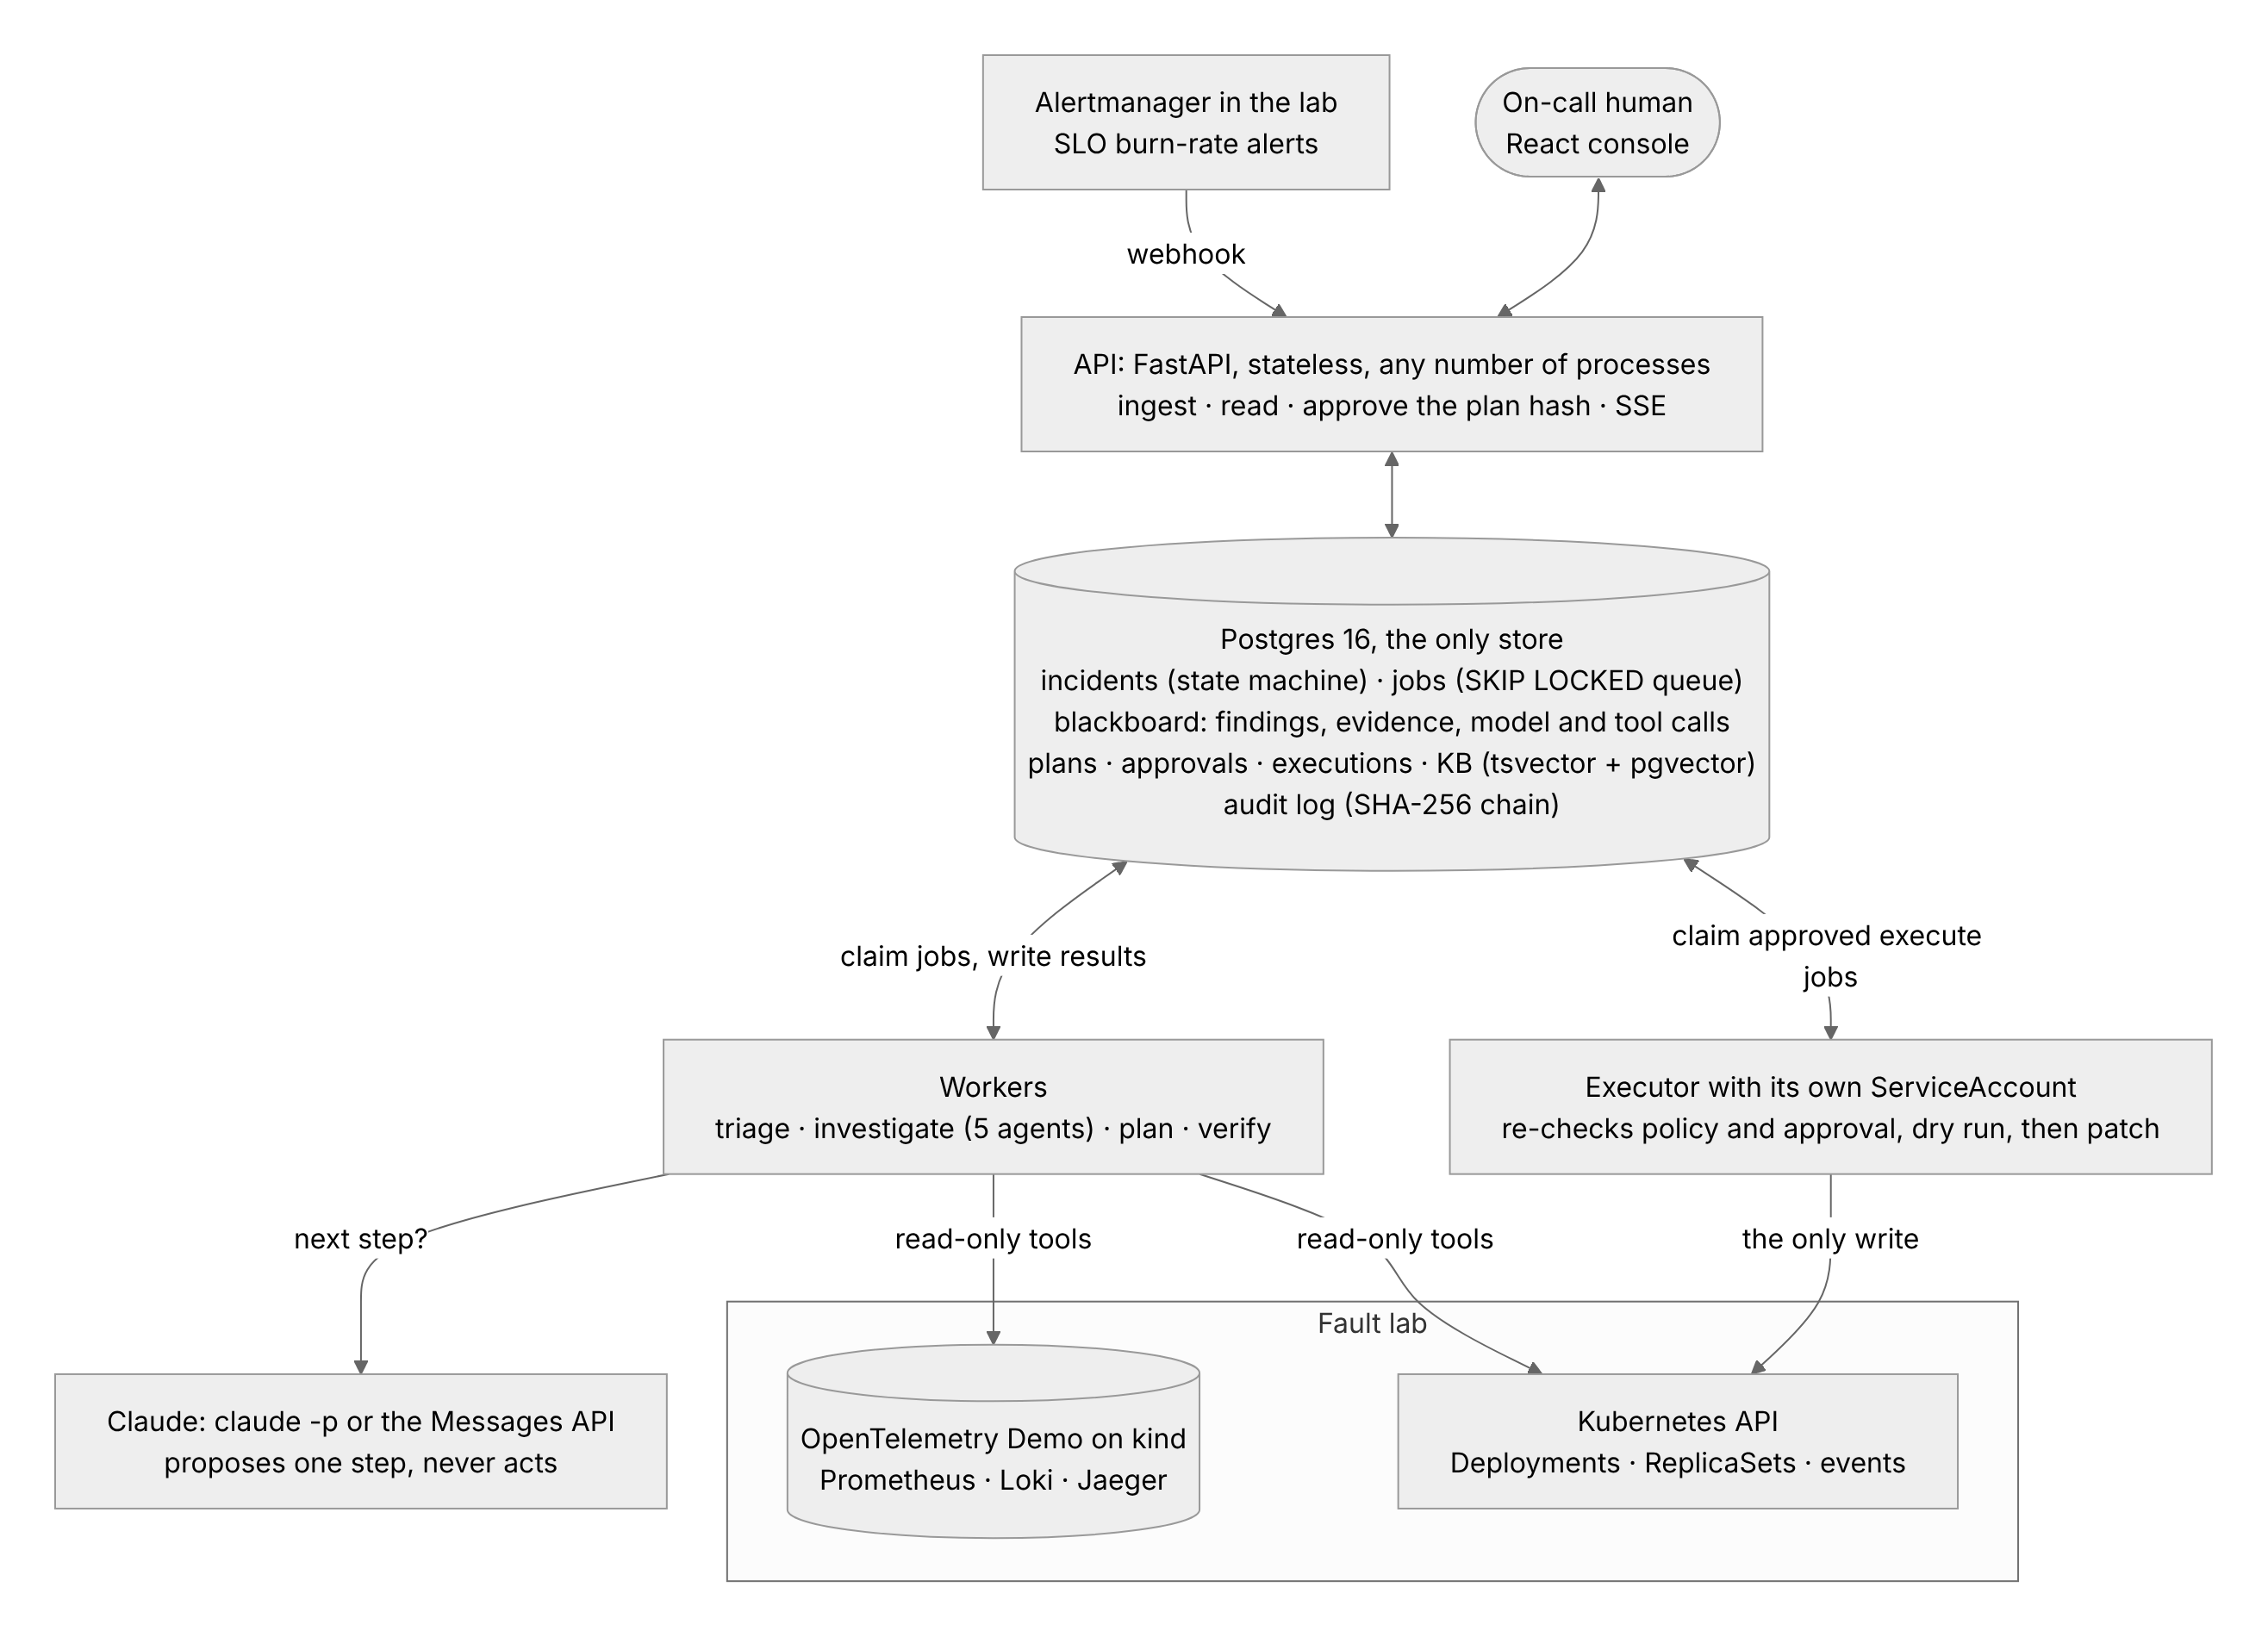 Alertmanager in the lab
SLO burn-rate alerts
On-call human
React console
webhook
API: FastAPI, stateless, any number of processes
ingest · read · approve the plan hash · SSE
Postgres 16, the only store
incidents (state machine) · jobs (SKIP LOCKED queue)
blackboard: findings, evidence, model and tool calls
plans · approvals · executions · KB (tsvector + pgvector)
audit log (SHA-256 chain)
claim jobs, write results
claim approved execute
jobs
Workers
triage · investigate (5 agents) · plan · verify
Executor with its own ServiceAccount
re-checks policy and approval, dry run, then patch
next step?
read-only tools
read-only tools
the only write
Fault lab
Claude: claude -p or the Messages API
proposes one step, never acts
OpenTelemetry Demo on kind
Prometheus · Loki · Jaeger
Kubernetes API
Deployments · ReplicaSets · events